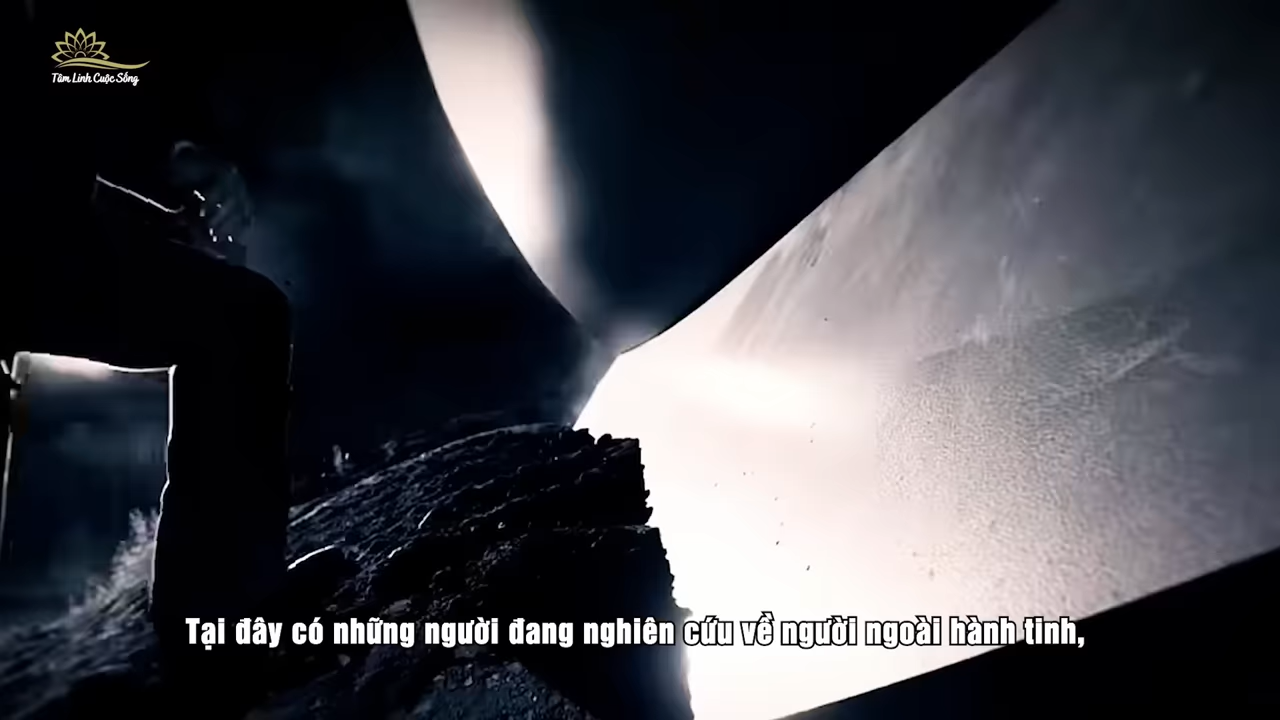 Tâm Linh Cuộc Sống
Tại đây có những người đang nghiên cứu về người ngoài hành tinh,